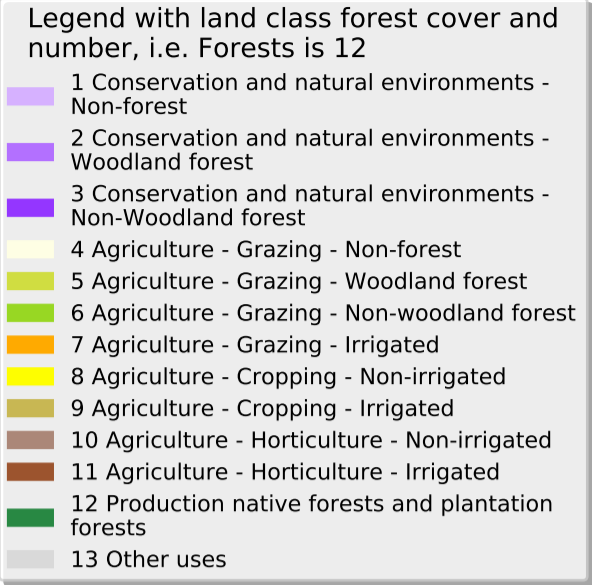 Legend with land class forest cover and
number, i.e. Forests is 12
1 Conservation and natural environments -
Non-forest
2 Conservation and natural environments -
Woodland forest
3 Conservation and natural environments -
Non-Woodland forest
4 Agriculture - Grazing - Non-forest
5 Agriculture - Grazing - Woodland forest
6 Agriculture - Grazing - Non-woodland forest
7 Agriculture - Grazing - Irrigated
8 Agriculture - Cropping - Non-irrigated
9 Agriculture - Cropping - Irrigated
10 Agriculture - Horticulture - Non-irrigated
11 Agriculture - Horticulture - Irrigated
12 Production native forests and plantation
forests
13 Other uses